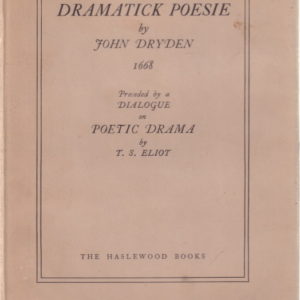 DRAMATICK POESIE
by
JOHN DRYDEN
1668
Preceded by a
DIALOGUE
on
POETIC DRAMA
by
T. S. ELIOT
THE HASLEWOOD BOOKS